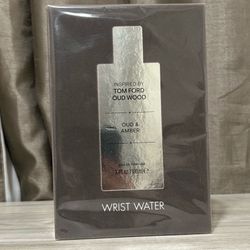 INSPIRED BY
TOM FORD
OUD WOOD
OUD &
AMBER
WRIST WATER